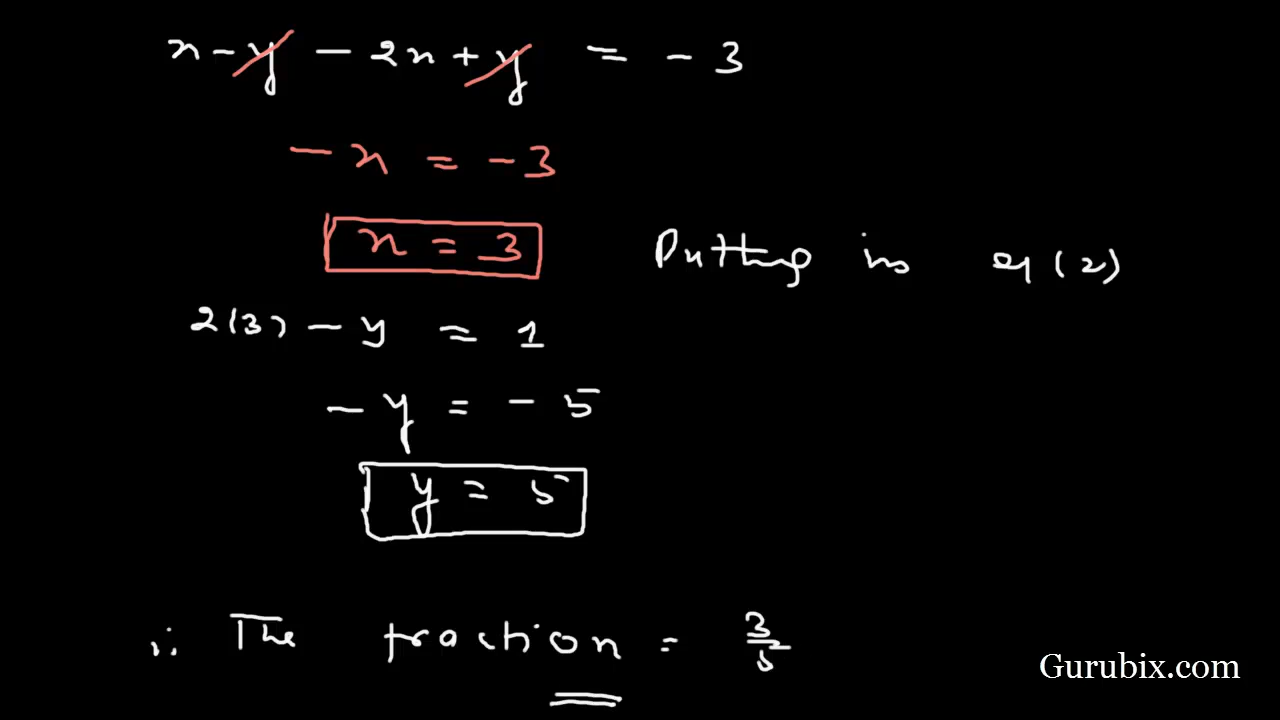 x - y - 2x + y = - 3
- x = - 3
x = 3 Putting in eq (2)
2(3) - y = 1
- y = - 5
y = 5
∴ The fraction = 3/5
Gurubix.com